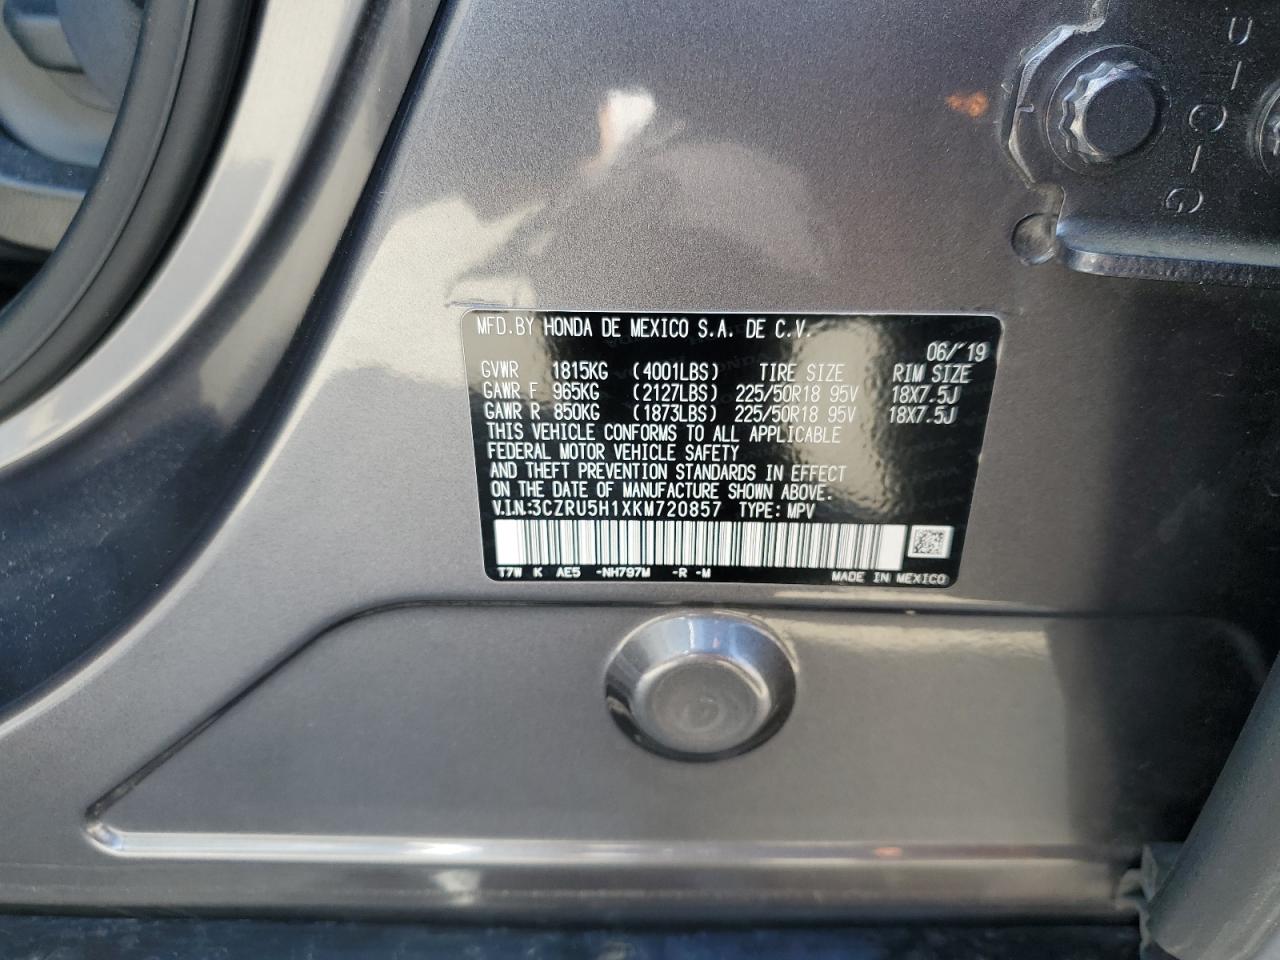 MFD.BY HONDA DE MEXICO S.A. DE C.V.
06/'19
GVWR 1815KG (4001LBS) TIRE SIZE RIM SIZE
GAWR F 965KG (2127LBS) 225/50R18 95V 18X7.5J
GAWR R 850KG (1873LBS) 225/50R18 95V 18X7.5J
THIS VEHICLE CONFORMS TO ALL APPLICABLE
FEDERAL MOTOR VEHICLE SAFETY
AND THEFT PREVENTION STANDARDS IN EFFECT
ON THE DATE OF MANUFACTURE SHOWN ABOVE.
V.I.N:3CZRU5H1XKM720857 TYPE: MPV
T7W K AE5 -NH797M -R -M MADE IN MEXICO